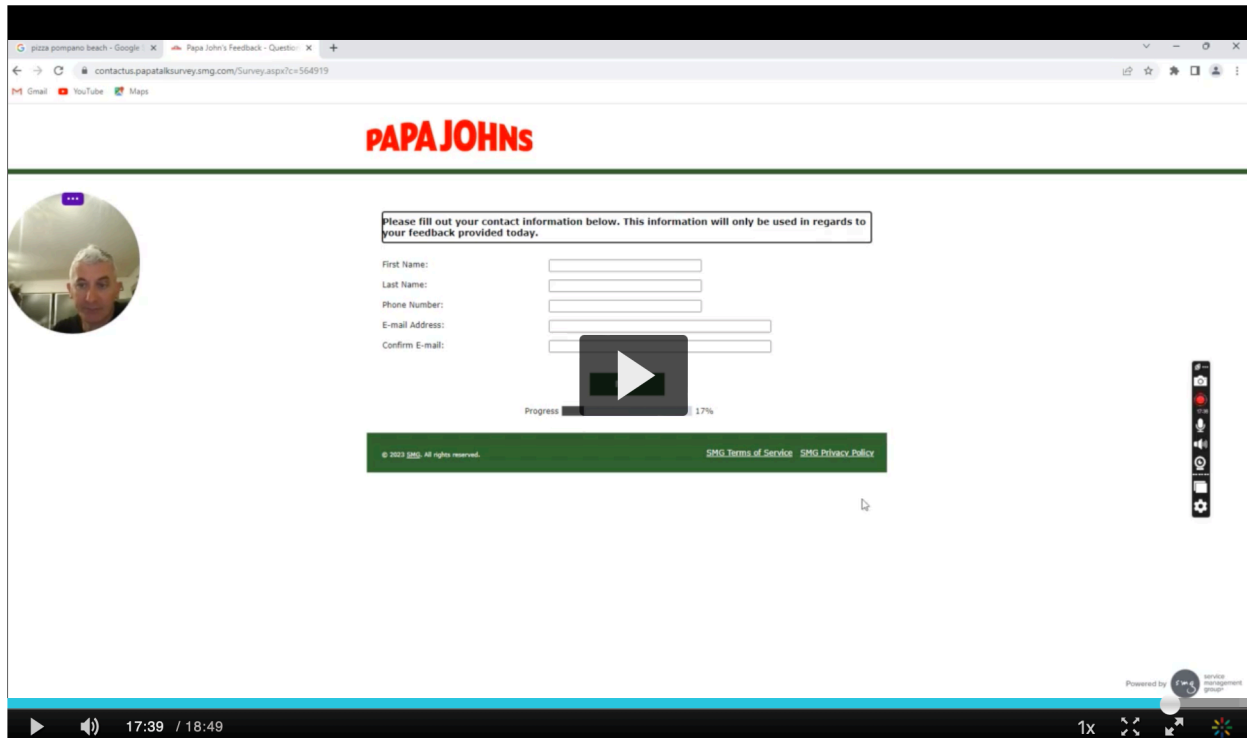 pizza pompano beach - Google
Papa John's Feedback - Question
contactus.papatalksurvey.smg.com/Survey.aspx?c=564919
Gmail YouTube Maps
PAPA JOHNS
Please fill out your contact information below. This information will only be used in regards to
your feedback provided today.
First Name:
Last Name:
Phone Number:
E-mail Address:
Confirm E-mail:
Progress 17%
© 2023 SMG. All rights reserved.
SMG Terms of Service SMG Privacy Policy
Powered by smg service
management
group
17:39 / 18:49
1x